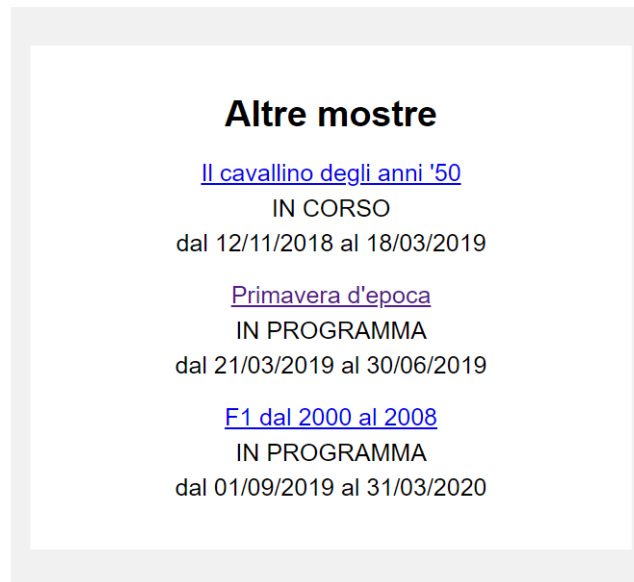 Altre mostre
Il cavallino degli anni '50
IN CORSO
dal 12/11/2018 al 18/03/2019
Primavera d'epoca
IN PROGRAMMA
dal 21/03/2019 al 30/06/2019
F1 dal 2000 al 2008
IN PROGRAMMA
dal 01/09/2019 al 31/03/2020